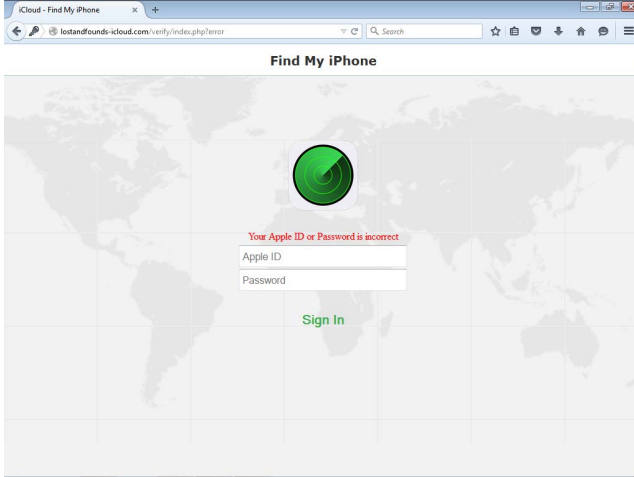 iCloud - Find My iPhone
lostandfounds-icloud.com/verify/index.php?error
Search
Find My iPhone
Your Apple ID or Password is incorrect
Apple ID
Password
Sign In